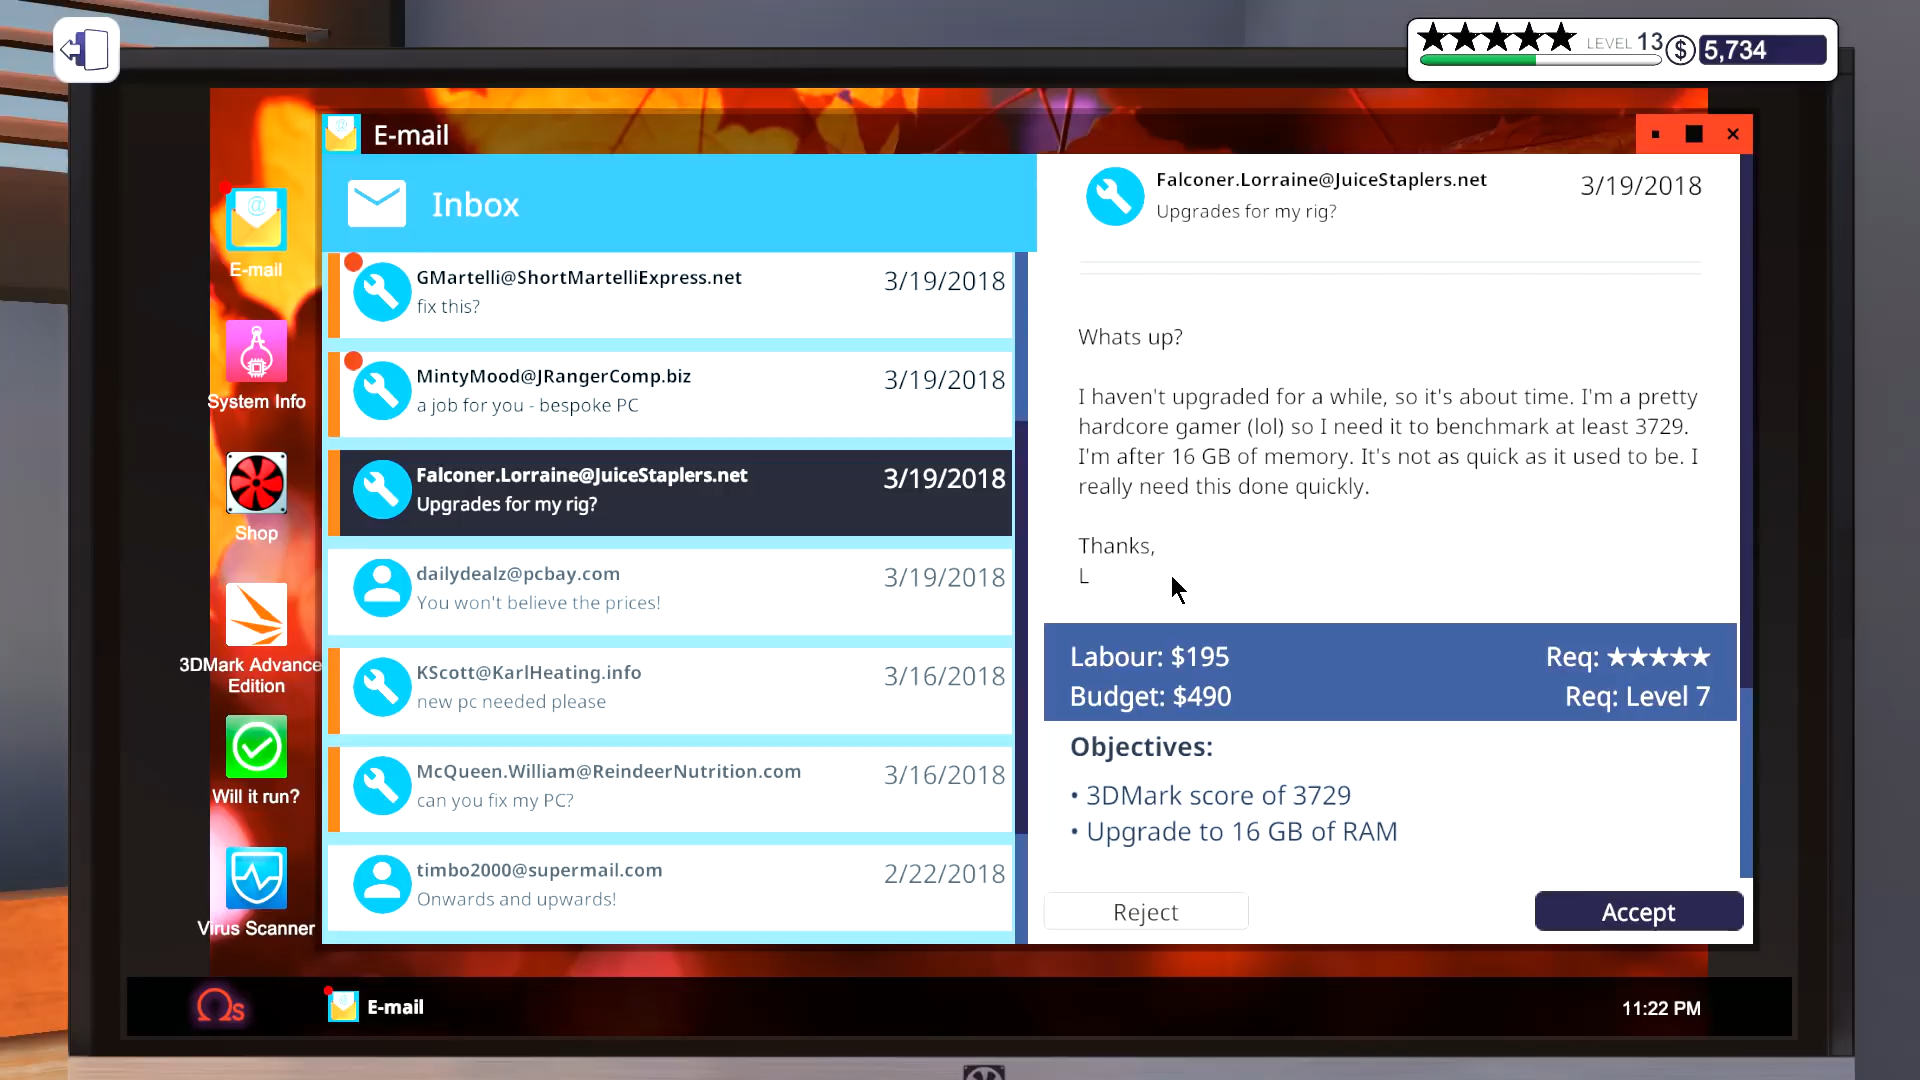 LEVEL 13
$ 5,734
E-mail
Inbox
GMartelli@ShortMartelliExpress.net
3/19/2018
fix this?
MintyMood@JRangerComp.biz
3/19/2018
a job for you - bespoke PC
Falconer.Lorraine@JuiceStaplers.net
3/19/2018
Upgrades for my rig?
dailydealz@pcbay.com
3/19/2018
You won't believe the prices!
KScott@KarlHeating.info
3/16/2018
new pc needed please
McQueen.William@ReindeerNutrition.com
3/16/2018
can you fix my PC?
timbo2000@supermail.com
2/22/2018
Onwards and upwards!
Falconer.Lorraine@JuiceStaplers.net
3/19/2018
Upgrades for my rig?
Whats up?
I haven't upgraded for a while, so it's about time. I'm a pretty
hardcore gamer (lol) so I need it to benchmark at least 3729.
I'm after 16 GB of memory. It's not as quick as it used to be. I
really need this done quickly.
Thanks,
L
Labour: $195
Req: ★★★★★
Budget: $490
Req: Level 7
Objectives:
• 3DMark score of 3729
• Upgrade to 16 GB of RAM
Reject
Accept
E-mail
System Info
Shop
3DMark Advance
Edition
Will it run?
Virus Scanner
Ωs
E-mail
11:22 PM